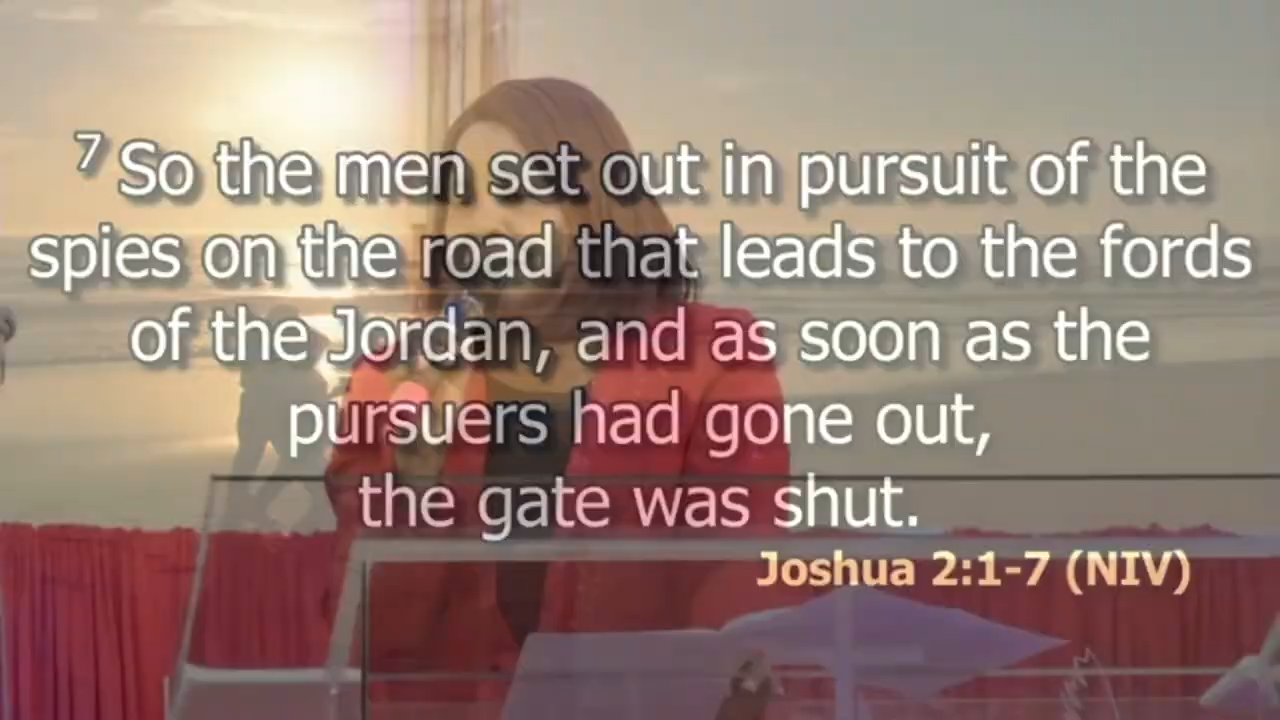 7 So the men set out in pursuit of the
spies on the road that leads to the fords
of the Jordan, and as soon as the
pursuers had gone out,
the gate was shut.
Joshua 2:1-7 (NIV)